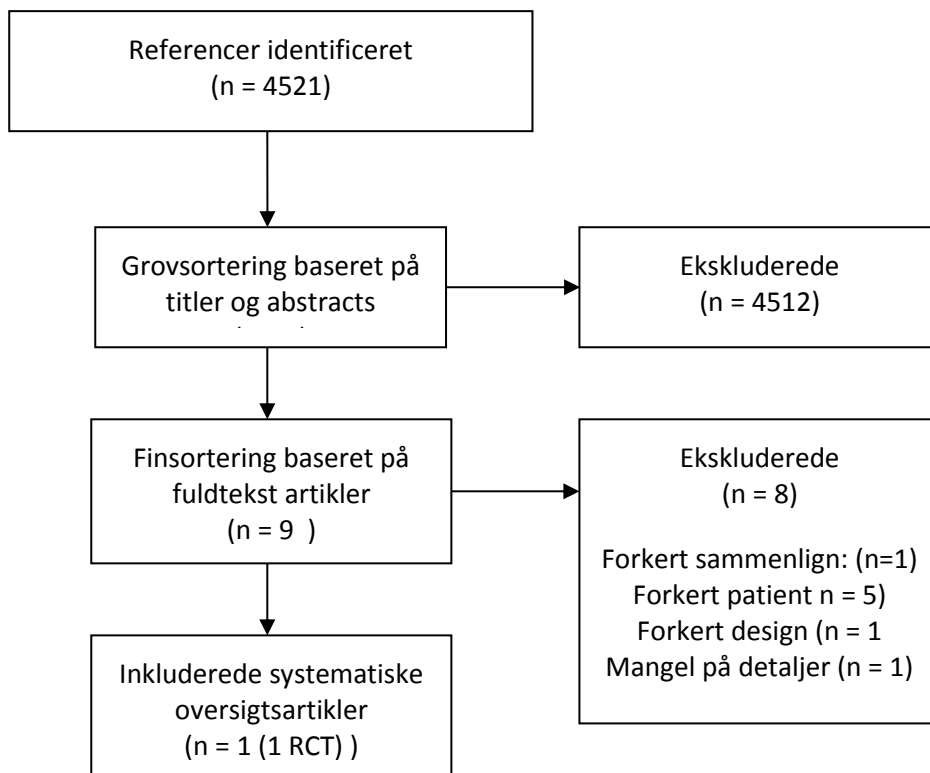 Referencer identificeret
(n = 4521)
Grovsortering baseret på
titler og abstracts
Ekskluderede
(n = 4512)
Finsortering baseret på
fuldtekst artikler
(n = 9 )
Ekskluderede
(n = 8)
Forkert sammenlign: (n=1)
Forkert patient n = 5)
Forkert design (n = 1
Mangel på detaljer (n = 1)
Inkluderede systematiske
oversigtsartikler
(n = 1 (1 RCT) )